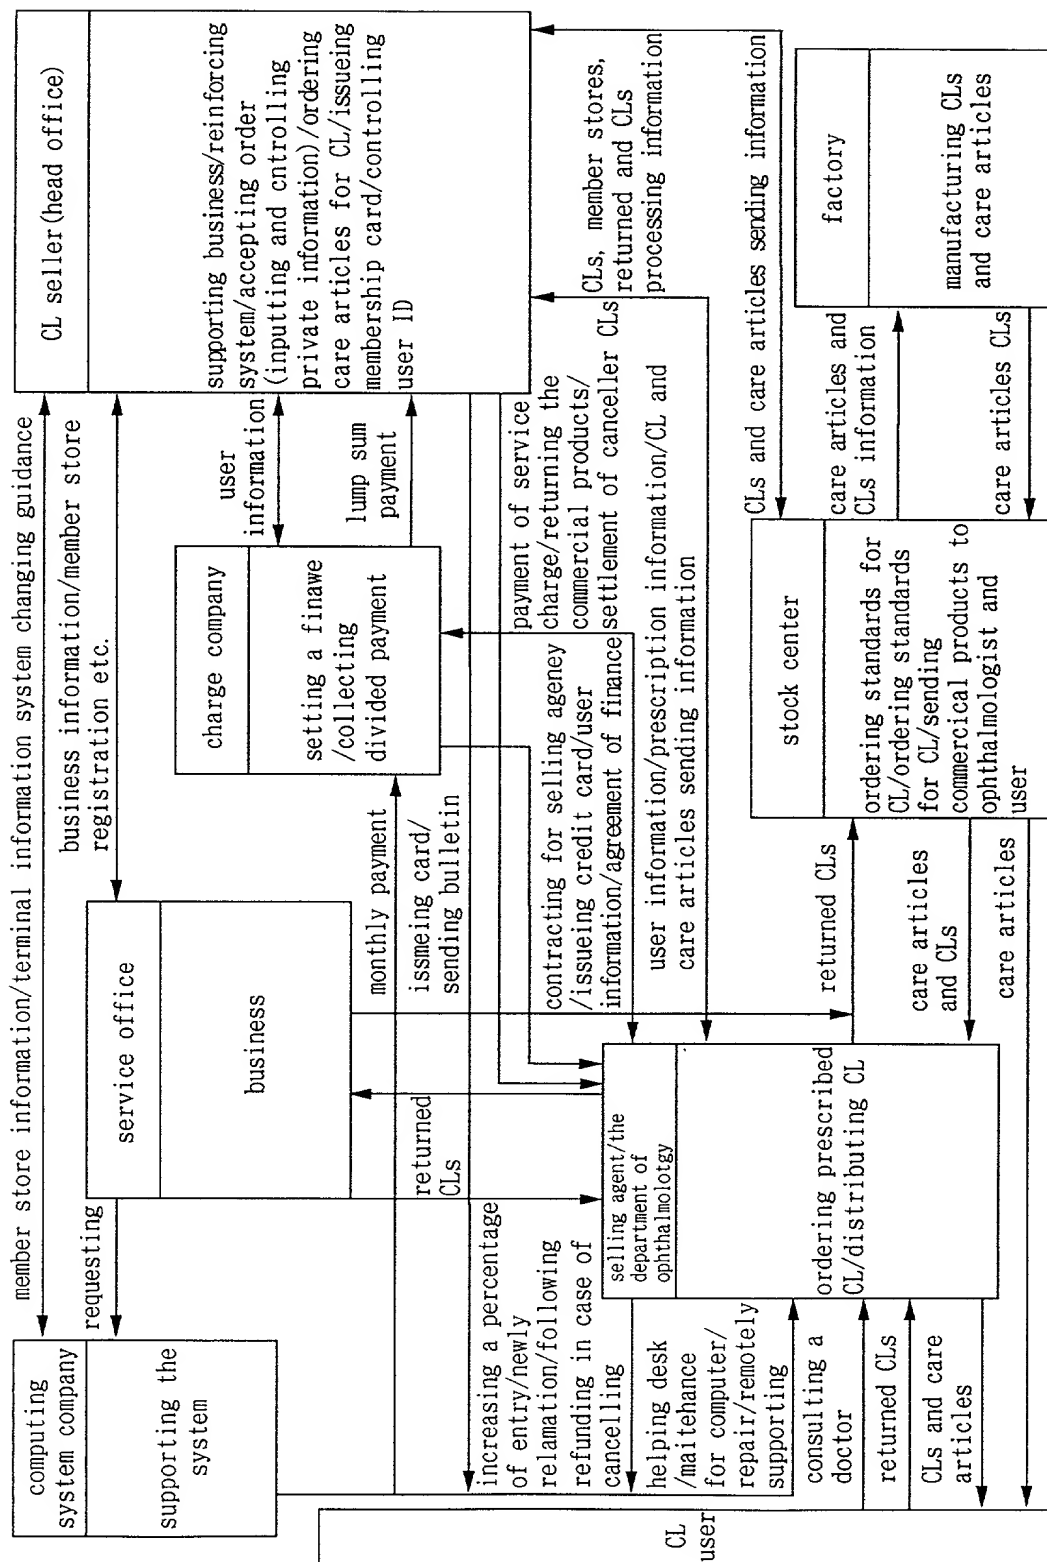 member store information/terminal information system changing guidance
computing
system company
supporting the
system
requesting
service office
business
business information/member store
registration etc.
CL seller(head office)
supporting business/reinforcing
system/accepting order
(inputting and cntrolling
private information)/ordering
care articles for CL/issueing
membership card/controlling
user ID
charge company
setting a finawe
/collecting
divided payment
user
information
lump sum
payment
monthly payment
issmeing card/
sending bulletin
returned
CLs
increasing a percentage
of entry/newly
relamation/following
refunding in case of
cancelling
payment of service
charge/returning the
commercial products/
settlement of canceller CLs
contracting for selling agency
/issueing credit card/user
information/agreement of finance
user information/prescription information/CL and
care articles sending information
CLs, member stores,
returned and CLs
processing information
CLs and care articles sending information
selling agent/the
department of
ophthalmolotgy
ordering prescribed
CL/distributing CL
helping desk
/maitehance
for computer/
repair/remotely
supporting
consulting a
doctor
returned CLs
CLs and care
articles
CL
user
returned CLs
care articles
and CLs
care articles
stock center
ordering standards for
CL/ordering standards
for CL/sending
commercical products to
ophthalmologist and
user
care articles and
CLs information
care articles CLs
factory
manufacturing CLs
and care articles